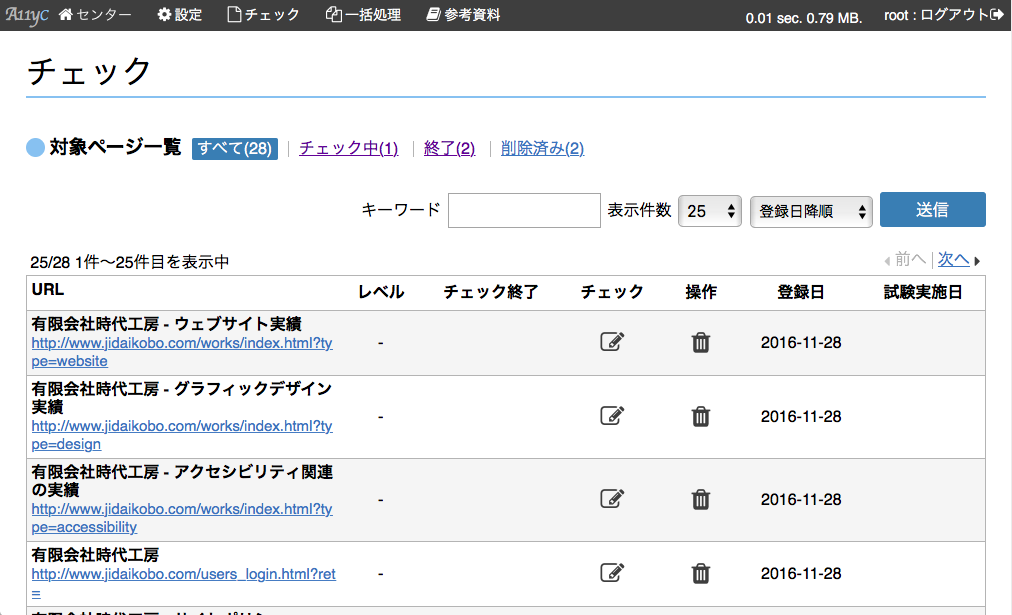 A11yc センター 設定 チェック 一括処理 参考資料 0.01 sec. 0.79 MB. root : ログアウト
チェック
対象ページ一覧 すべて(28) チェック中(1) 終了(2) 削除済み(2)
キーワード 表示件数 25 登録日降順 送信
25/28 1件〜25件目を表示中 前へ 次へ
URL レベル チェック終了 チェック 操作 登録日 試験実施日
有限会社時代工房 - ウェブサイト実績
http://www.jidaikobo.com/works/index.html?ty
pe=website
- 2016-11-28
有限会社時代工房 - グラフィックデザイン
実績
http://www.jidaikobo.com/works/index.html?ty
pe=design
- 2016-11-28
有限会社時代工房 - アクセシビリティ関連
の実績
http://www.jidaikobo.com/works/index.html?ty
pe=accessibility
- 2016-11-28
有限会社時代工房
http://www.jidaikobo.com/users_login.html?ret
=
- 2016-11-28